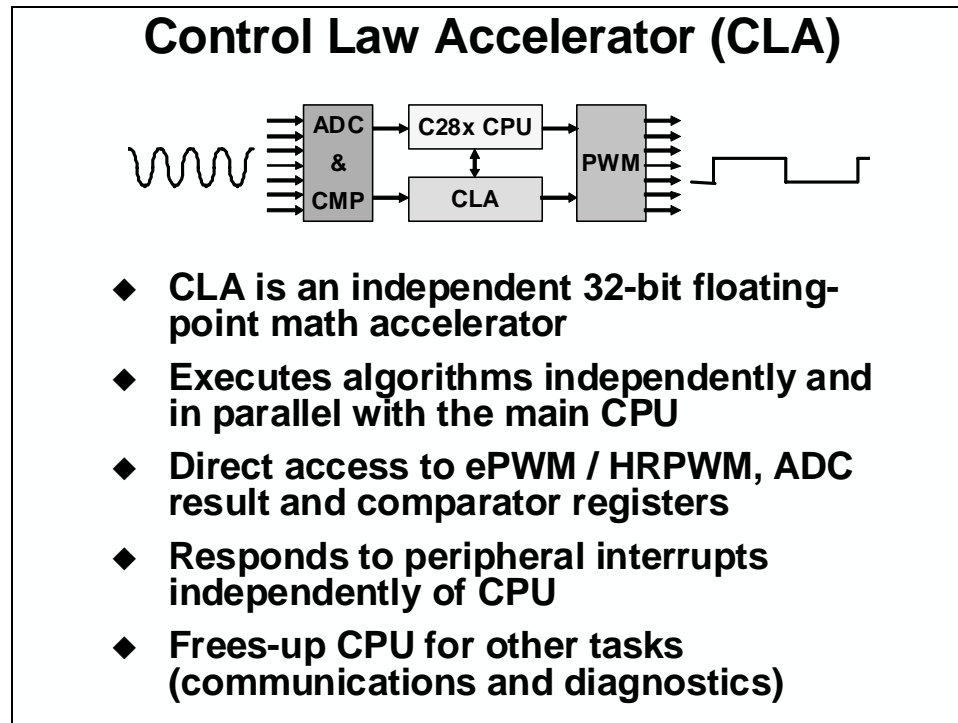 Control Law Accelerator (CLA)
ADC
&
CMP
C28x CPU
CLA
PWM
◆ CLA is an independent 32-bit floating-
point math accelerator
◆ Executes algorithms independently and
in parallel with the main CPU
◆ Direct access to ePWM / HRPWM, ADC
result and comparator registers
◆ Responds to peripheral interrupts
independently of CPU
◆ Frees-up CPU for other tasks
(communications and diagnostics)